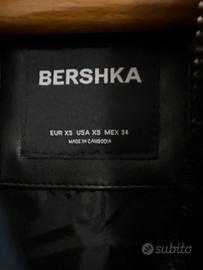 BERSHKA
EUR XS USA XS MEX 34
MADE IN CAMBODIA
subito